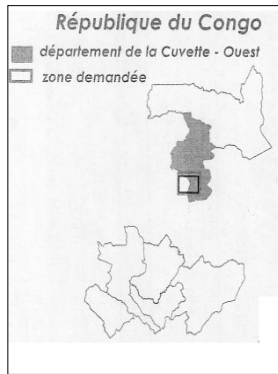 République du Congo
département de la Cuvette - Ouest
zone demandée